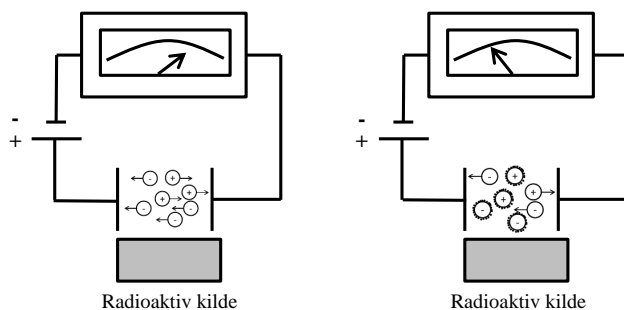 -
+
- + +
- + +
- -
-
Radioaktiv kilde
-
+
- +
+ +
- -
-
Radioaktiv kilde